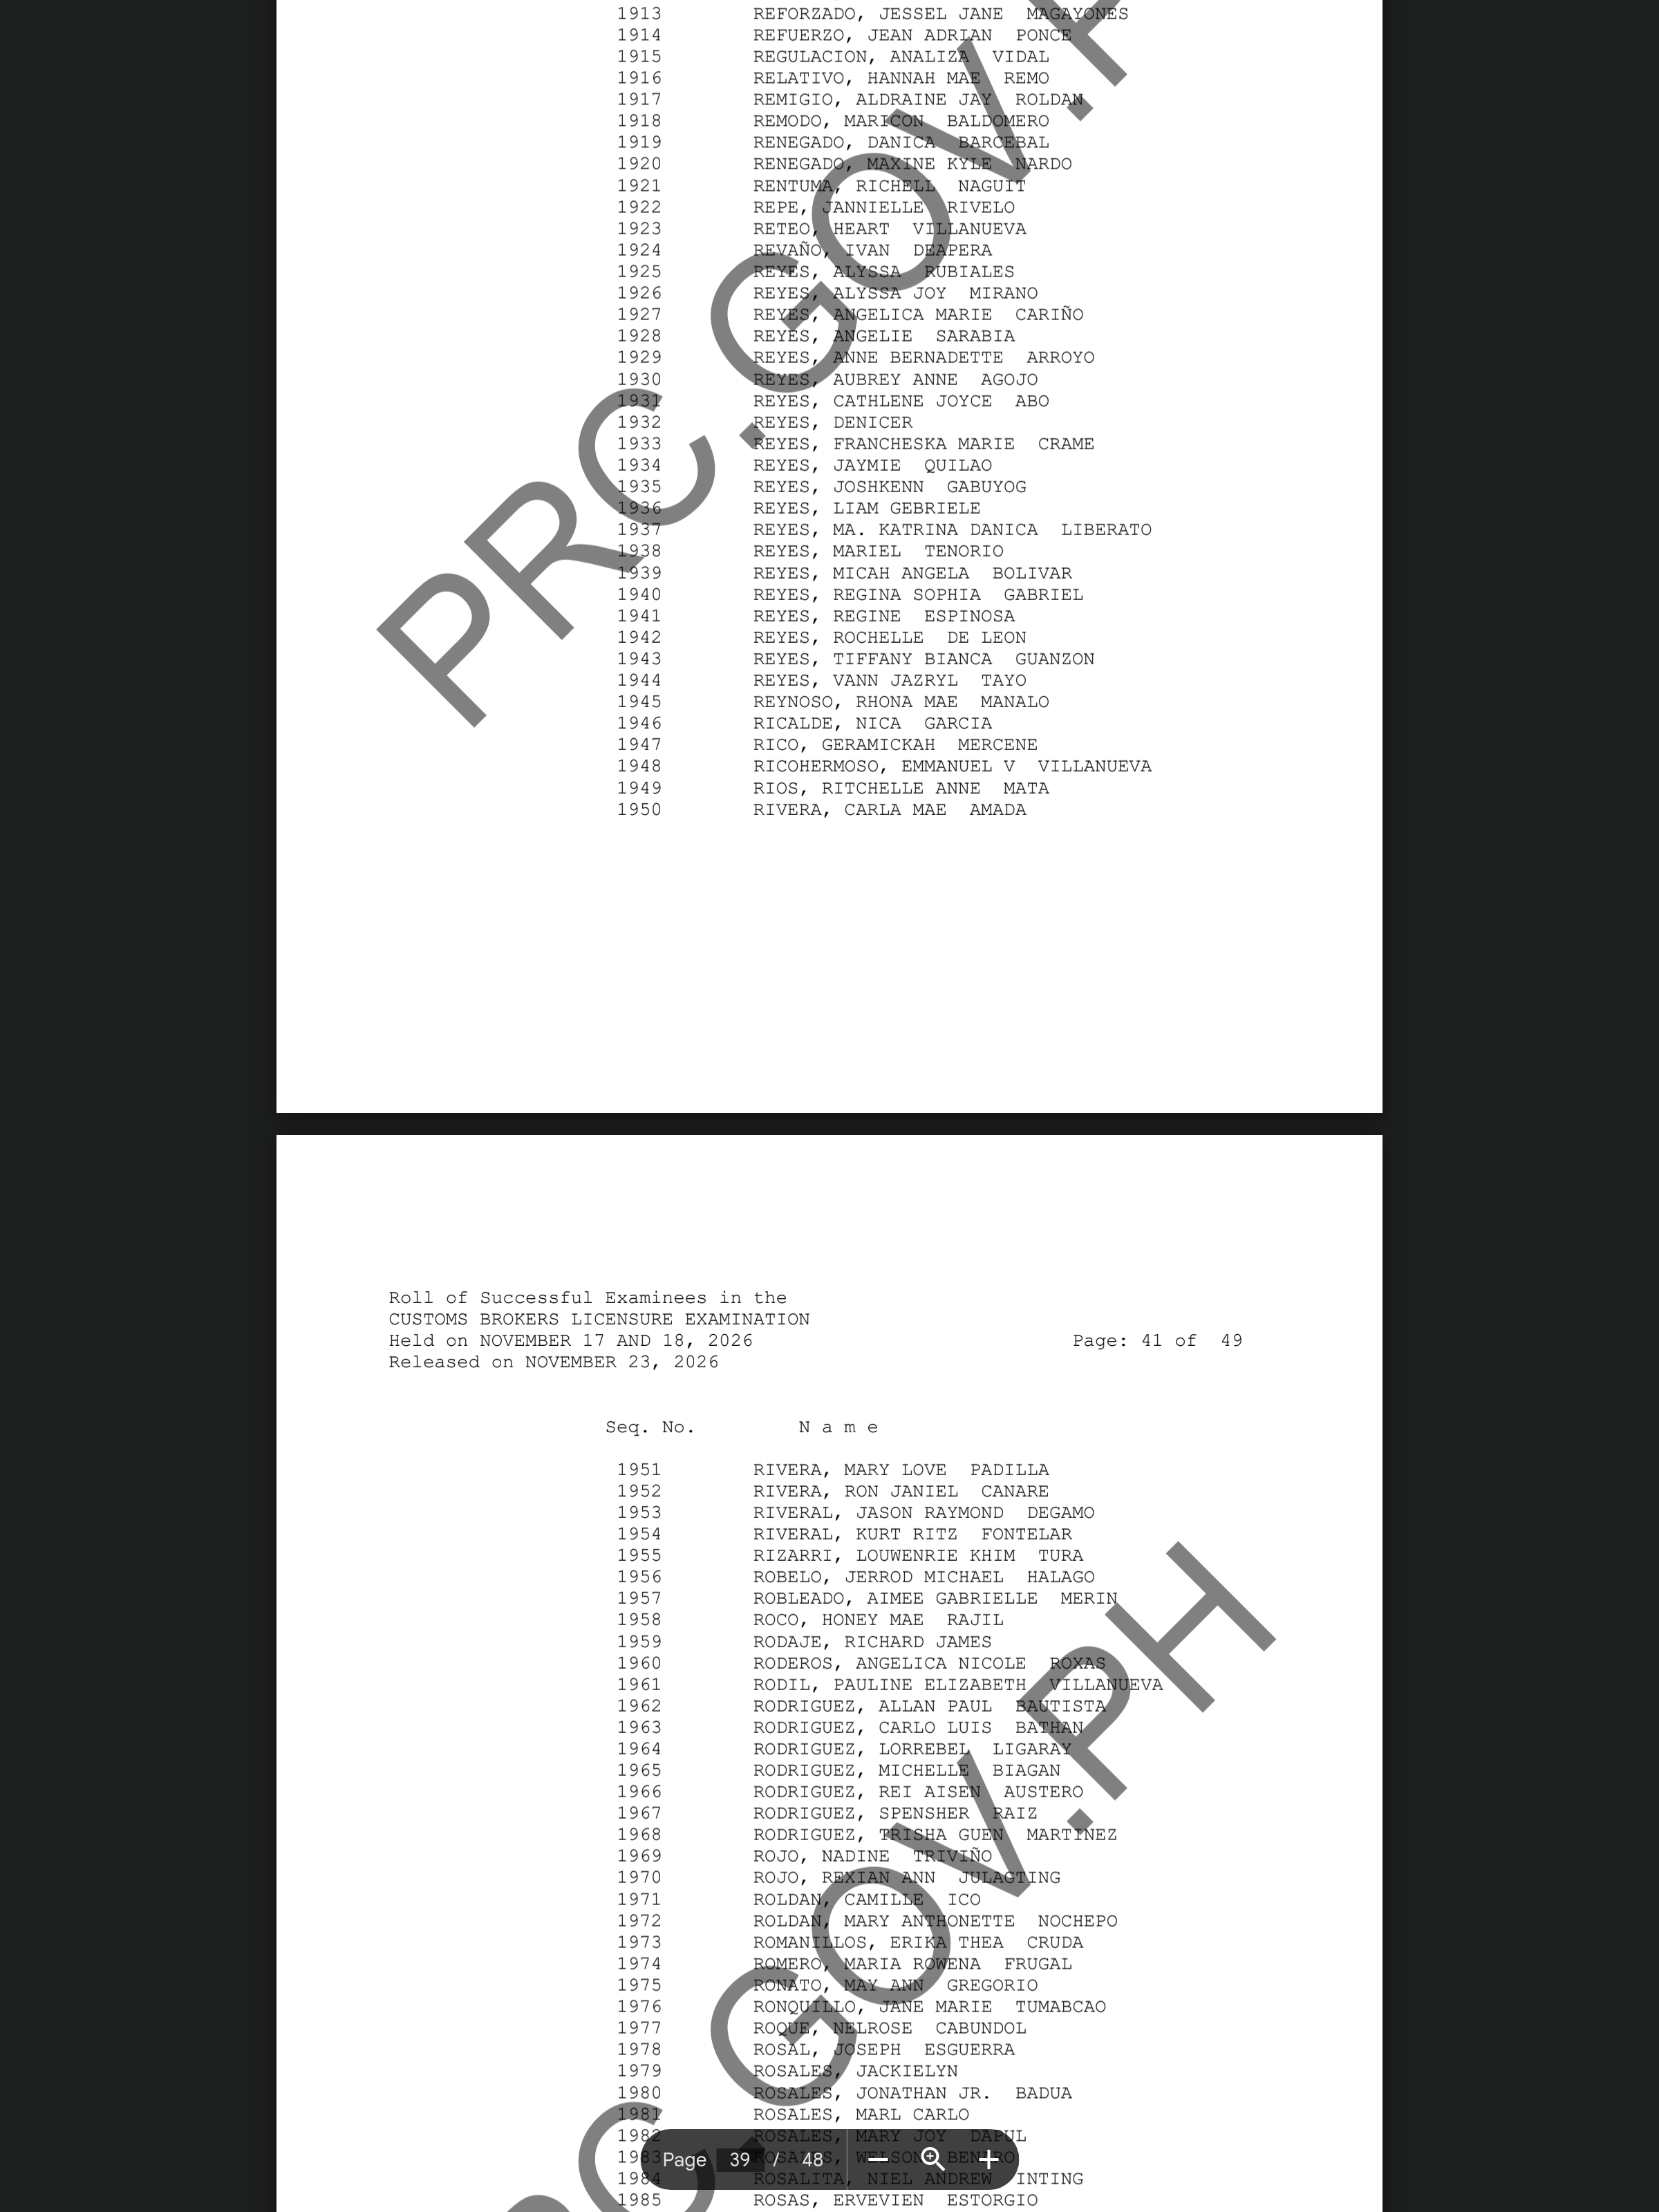 1913 REFORZADO, JESSEL JANE MAGAYONES
1914 REFUERZO, JEAN ADRIAN PONCE
1915 REGULACION, ANALIZA VIDAL
1916 RELATIVO, HANNAH MAE REMO
1917 REMIGIO, ALDRAINE JAY ROLDAN
1918 REMODO, MARICON BALDOMERO
1919 RENEGADO, DANICA BARCEBAL
1920 RENEGADO, MAXINE KYLE NARDO
1921 RENTUMA, RICHELL NAGUIT
1922 REPE, JANNIELLE RIVELO
1923 RETEO, HEART VILLANUEVA
1924 REVAÑO, IVAN DEAPERA
1925 REYES, ALYSSA RUBIALES
1926 REYES, ALYSSA JOY MIRANO
1927 REYES, ANGELICA MARIE CARIÑO
1928 REYES, ANGELIE SARABIA
1929 REYES, ANNE BERNADETTE ARROYO
1930 REYES, AUBREY ANNE AGOJO
1931 REYES, CATHLENE JOYCE ABO
1932 REYES, DENICER
1933 REYES, FRANCHESKA MARIE CRAME
1934 REYES, JAYMIE QUILAO
1935 REYES, JOSHKENN GABUYOG
1936 REYES, LIAM GEBRIELE
1937 REYES, MA. KATRINA DANICA LIBERATO
1938 REYES, MARIEL TENORIO
1939 REYES, MICAH ANGELA BOLIVAR
1940 REYES, REGINA SOPHIA GABRIEL
1941 REYES, REGINE ESPINOSA
1942 REYES, ROCHELLE DE LEON
1943 REYES, TIFFANY BIANCA GUANZON
1944 REYES, VANN JAZRYL TAYO
1945 REYNOSO, RHONA MAE MANALO
1946 RICALDE, NICA GARCIA
1947 RICO, GERAMICKAH MERCENE
1948 RICOHERMOSO, EMMANUEL V VILLANUEVA
1949 RIOS, RITCHELLE ANNE MATA
1950 RIVERA, CARLA MAE AMADA
PRC.GOV.P
Roll of Successful Examinees in the
CUSTOMS BROKERS LICENSURE EXAMINATION
Held on NOVEMBER 17 AND 18, 2026 Page: 41 of 49
Released on NOVEMBER 23, 2026
Seq. No. N a m e
1951 RIVERA, MARY LOVE PADILLA
1952 RIVERA, RON JANIEL CANARE
1953 RIVERAL, JASON RAYMOND DEGAMO
1954 RIVERAL, KURT RITZ FONTELAR
1955 RIZARRI, LOUWENRIE KHIM TURA
1956 ROBELO, JERROD MICHAEL HALAGO
1957 ROBLEADO, AIMEE GABRIELLE MERIN
1958 ROCO, HONEY MAE RAJIL
1959 RODAJE, RICHARD JAMES
1960 RODEROS, ANGELICA NICOLE ROXAS
1961 RODIL, PAULINE ELIZABETH VILLANUEVA
1962 RODRIGUEZ, ALLAN PAUL BAUTISTA
1963 RODRIGUEZ, CARLO LUIS BATHAN
1964 RODRIGUEZ, LORREBEL LIGARAY
1965 RODRIGUEZ, MICHELLE BIAGAN
1966 RODRIGUEZ, REI AISEN AUSTERO
1967 RODRIGUEZ, SPENSHER RAIZ
1968 RODRIGUEZ, TRISHA GUEN MARTINEZ
1969 ROJO, NADINE TRIVIÑO
1970 ROJO, REXIAN ANN JULAGTING
1971 ROLDAN, CAMILLE ICO
1972 ROLDAN, MARY ANTHONETTE NOCHEPO
1973 ROMANILLOS, ERIKA THEA CRUDA
1974 ROMERO, MARIA ROWENA FRUGAL
1975 RONATO, MAY ANN GREGORIO
1976 RONQUILLO, JANE MARIE TUMABCAO
1977 ROQUE, NELROSE CABUNDOL
1978 ROSAL, JOSEPH ESGUERRA
1979 ROSALES, JACKIELYN
1980 ROSALES, JONATHAN JR. BADUA
1981 ROSALES, MARL CARLO
1982 ROSALES, MARY JOY DAPUL
1983 ROSALES, WELSON BENARO
1984 ROSALITA, NIEL ANDREW INTING
1985 ROSAS, ERVEVIEN ESTORGIO
RC.GOV.PH
Page 39 / 48